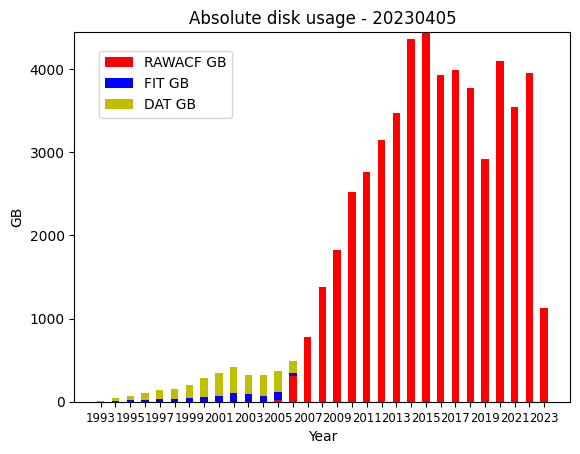 Absolute disk usage - 20230405
RAWACF GB
FIT GB
DAT GB
4000
3000
2000
1000
0
GB
1993 1995 1997 1999 2001 2003 2005 2007 2009 2011 2013 2015 2017 2019 2021 2023
Year